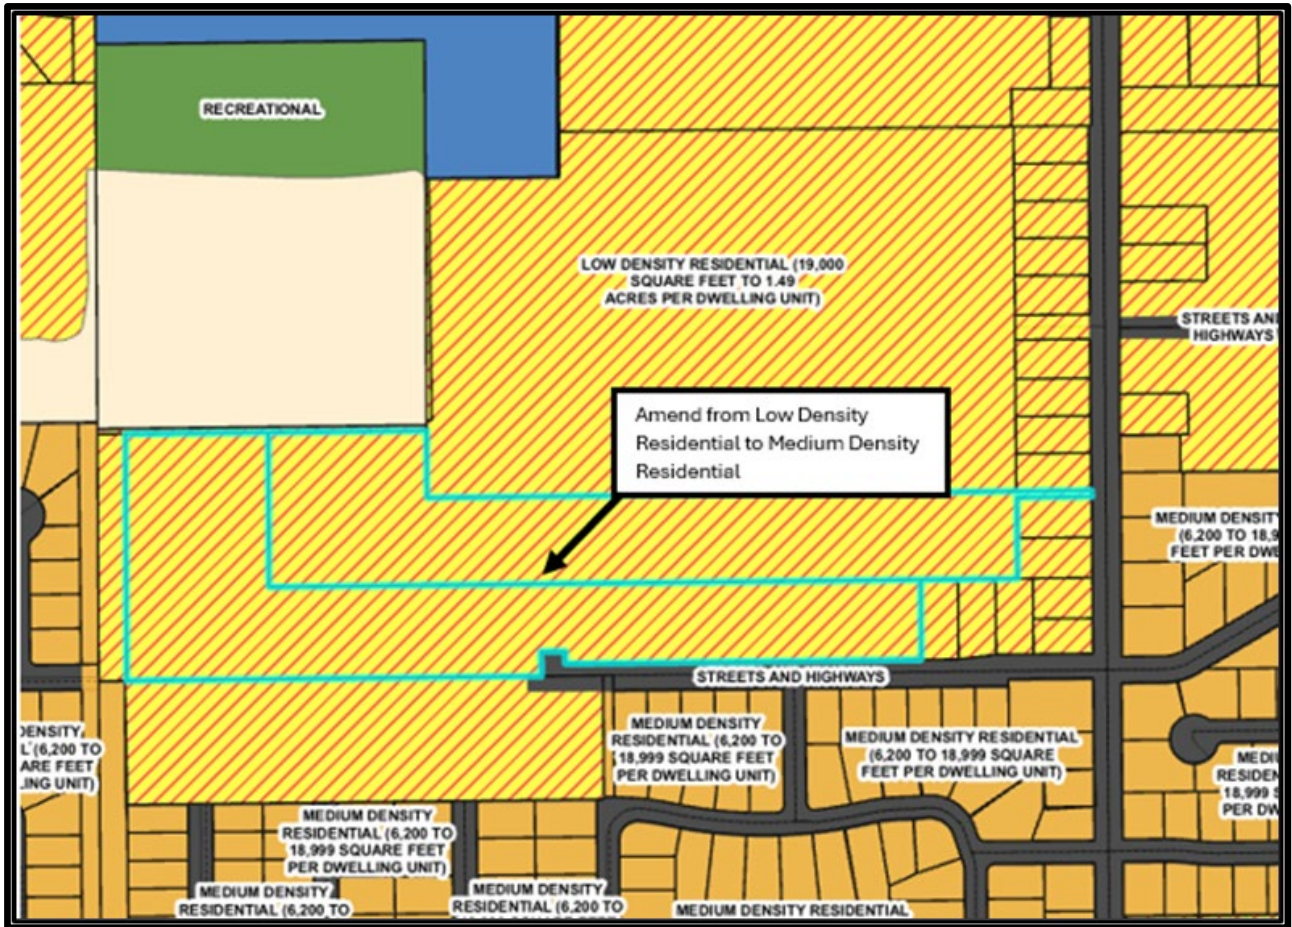 RECREATIONAL
LOW DENSITY RESIDENTIAL (19,000
SQUARE FEET TO 1.49
ACRES PER DWELLING UNIT)
STREETS AN
HIGHWAYS
Amend from Low Density
Residential to Medium Density
Residential
MEDIUM DENSITY
(6,200 TO 18,9
FEET PER DWE
STREETS AND HIGHWAYS
DENSITY
L (6,200 TO
ARE FEET
LING UNIT)
MEDIUM DENSITY
RESIDENTIAL (6,200 TO
18,999 SQUARE FEET
PER DWELLING UNIT)
MEDIUM DENSITY RESIDENTIAL
(6,200 TO 18,999 SQUARE
FEET PER DWELLING UNIT)
MEDIU
RESIDEN
18,999 S
PER DW
MEDIUM DENSITY
RESIDENTIAL (6,200 TO
18,999 SQUARE FEET
PER DWELLING UNIT)
MEDIUM DENSITY
RESIDENTIAL (6,200 TO
MEDIUM DENSITY
RESIDENTIAL (6,200 TO
MEDIUM DENSITY RESIDENTIAL